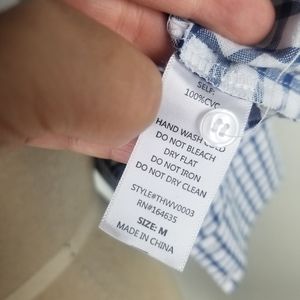 SELF:
100%CVC
HAND WASH COLD
DO NOT BLEACH
DRY FLAT
DO NOT IRON
DO NOT DRY CLEAN
STYLE#THWV0003
RN#164635
SIZE: M
MADE IN CHINA